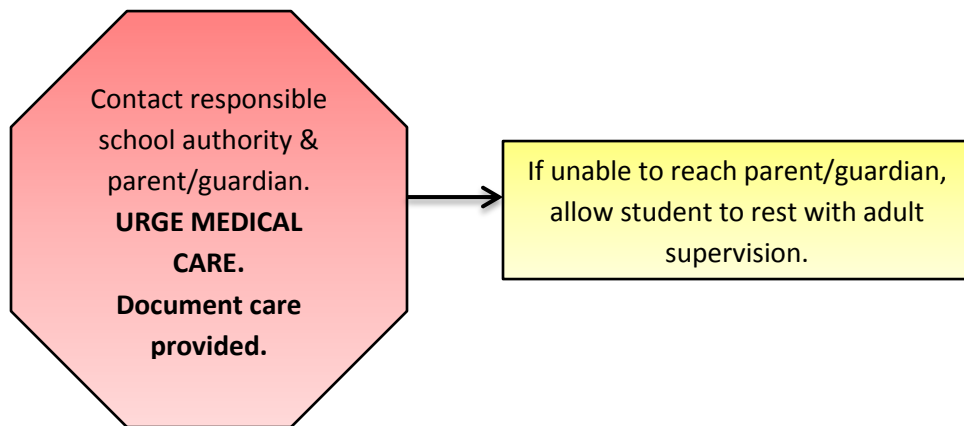 Contact responsible
school authority &
parent/guardian.
URGE MEDICAL
CARE.
Document care
provided.
If unable to reach parent/guardian,
allow student to rest with adult
supervision.